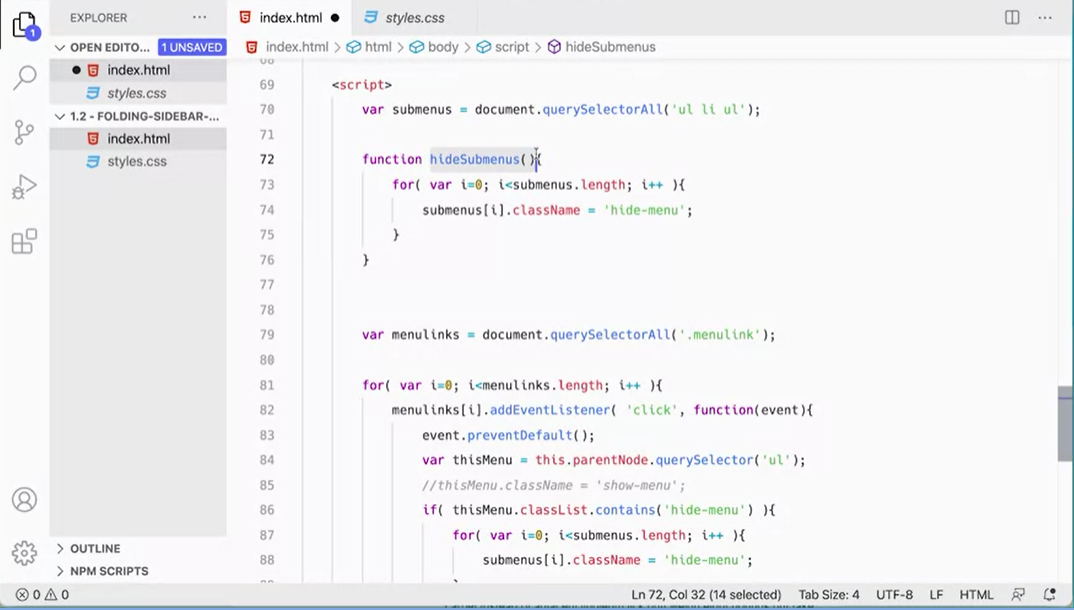 EXPLORER ···
index.html ●
styles.css
···
1
OPEN EDITO... 1 UNSAVED
index.html
styles.css
1.2 - FOLDING-SIDEBAR-...
index.html
styles.css
OUTLINE
NPM SCRIPTS
index.html > html > body > script > hideSubmenus
68
69 <script>
70 var submenus = document.querySelectorAll('ul li ul');
71
72 function hideSubmenus(){
73 for( var i=0; i<submenus.length; i++ ){
74 submenus[i].className = 'hide-menu';
75 }
76 }
77
78
79 var menulinks = document.querySelectorAll('.menulink');
80
81 for( var i=0; i<menulinks.length; i++ ){
82 menulinks[i].addEventListener( 'click', function(event){
83 event.preventDefault();
84 var thisMenu = this.parentNode.querySelector('ul');
85 //thisMenu.className = 'show-menu';
86 if( thisMenu.classList.contains('hide-menu') ){
87 for( var i=0; i<submenus.length; i++ ){
88 submenus[i].className = 'hide-menu';
0 0 Ln 72, Col 32 (14 selected) Tab Size: 4 UTF-8 LF HTML